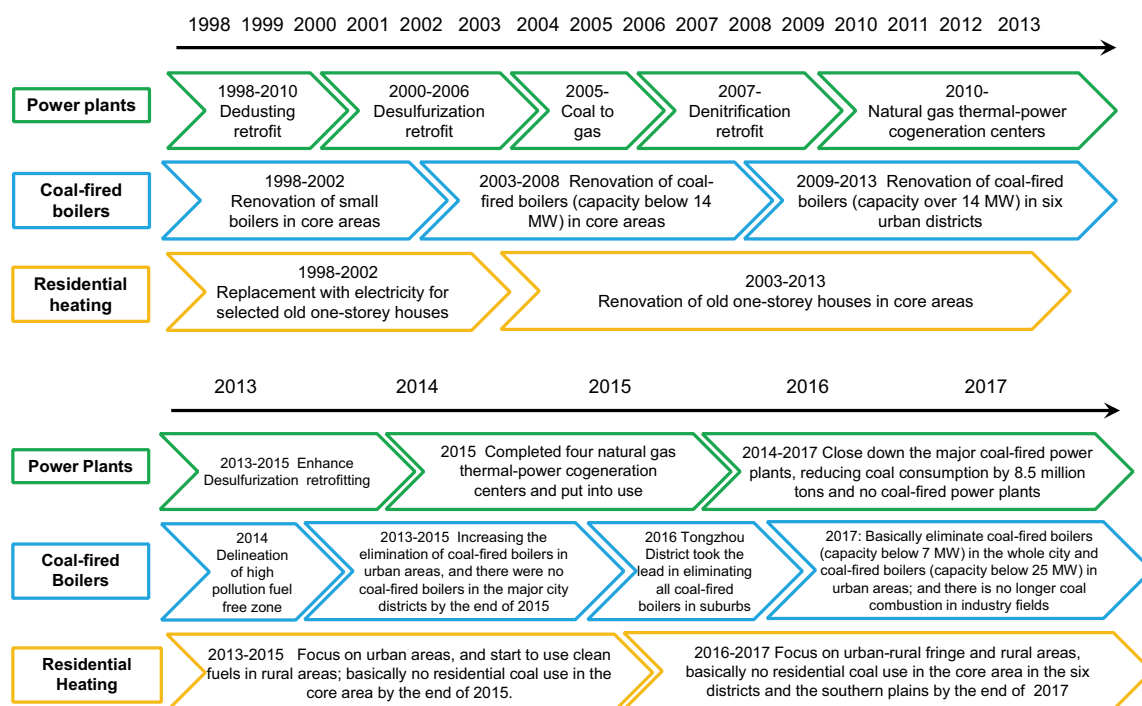 1998 1999 2000 2001 2002 2003 2004 2005 2006 2007 2008 2009 2010 2011 2012 2013
Power plants
1998-2010
Dedusting
retrofit
2000-2006
Desulfurization
retrofit
2005-
Coal to
gas
2007-
Denitrification
retrofit
2010-
Natural gas thermal-power
cogeneration centers
Coal-fired
boilers
1998-2002
Renovation of small
boilers in core areas
2003-2008 Renovation of coal-
fired boilers (capacity below 14
MW) in core areas
2009-2013 Renovation of coal-fired
boilers (capacity over 14 MW) in six
urban districts
Residential
heating
1998-2002
Replacement with electricity for
selected old one-storey houses
2003-2013
Renovation of old one-storey houses in core areas
2013 2014 2015 2016 2017
Power Plants
2013-2015 Enhance
Desulfurization retrofitting
2015 Completed four natural gas
thermal-power cogeneration
centers and put into use
2014-2017 Close down the major coal-fired power
plants, reducing coal consumption by 8.5 million
tons and no coal-fired power plants
Coal-fired
Boilers
2014
Delineation
of high
pollution fuel
free zone
2013-2015 Increasing the
elimination of coal-fired boilers in
urban areas, and there were no
coal-fired boilers in the major city
districts by the end of 2015
2016 Tongzhou
District took the
lead in eliminating
all coal-fired
boilers in suburbs
2017: Basically eliminate coal-fired boilers
(capacity below 7 MW) in the whole city and
coal-fired boilers (capacity below 25 MW) in
urban areas; and there is no longer coal
combustion in industry fields
Residential
Heating
2013-2015 Focus on urban areas, and start to use clean
fuels in rural areas; basically no residential coal use in the
core area by the end of 2015.
2016-2017 Focus on urban-rural fringe and rural areas,
basically no residential coal use in the core area in the six
districts and the southern plains by the end of 2017